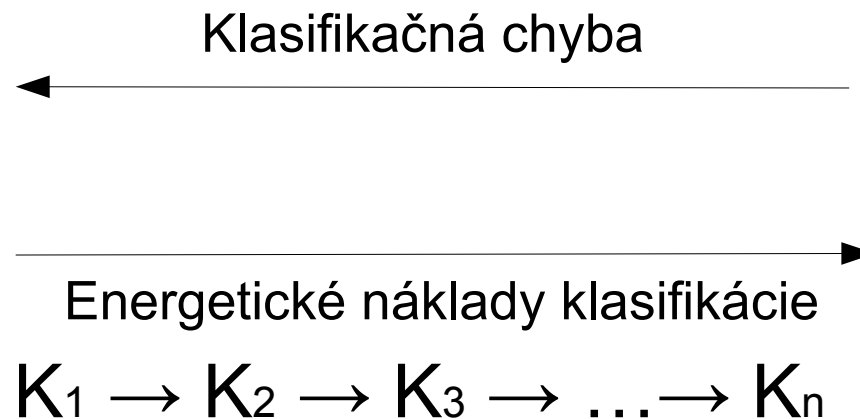 Klasifikačná chyba
Energetické náklady klasifikácie
K₁ → K₂ → K₃ → …→ Kₙ